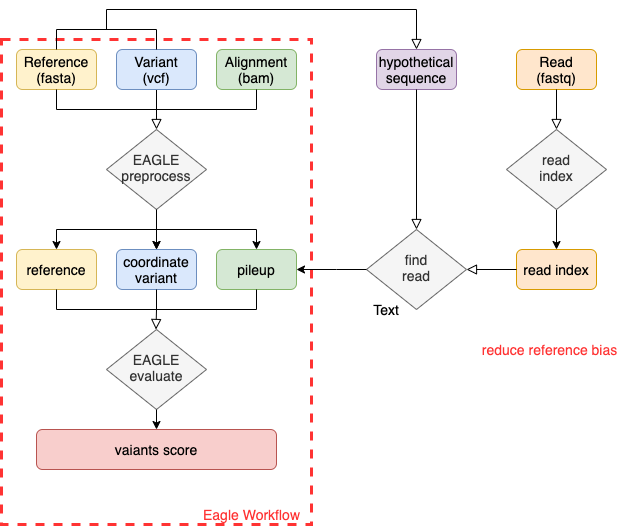 Reference
(fasta)
Variant
(vcf)
Alignment
(bam)
hypothetical
sequence
Read
(fastq)
EAGLE
preprocess
read
index
reference
coordinate
variant
pileup
find
read
read index
Text
EAGLE
evaluate
reduce reference bias
vaiants score
Eagle Workflow